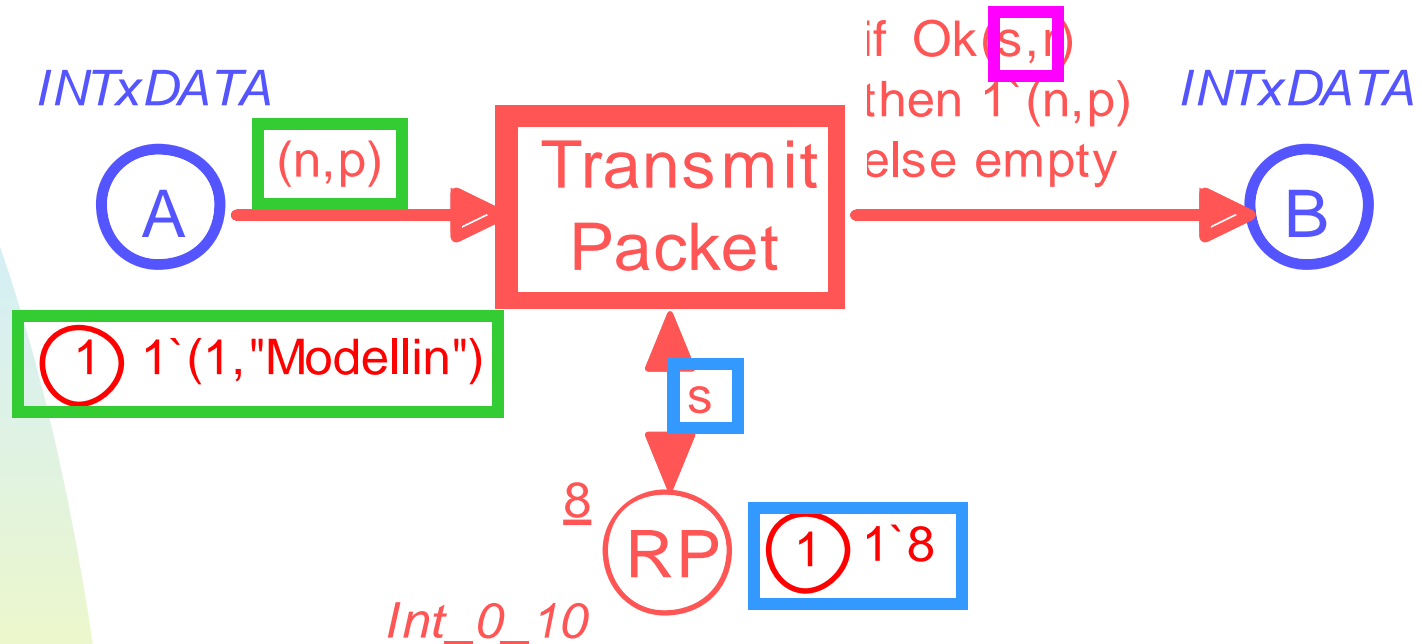 if Ok(s,r)
INTxDATA
INTxDATA
then 1`(n,p)
(n,p)
else empty
Transmit
Packet
A
B
1 1`(1,"Modellin")
s
8
RP
1 1`8
Int_0_10